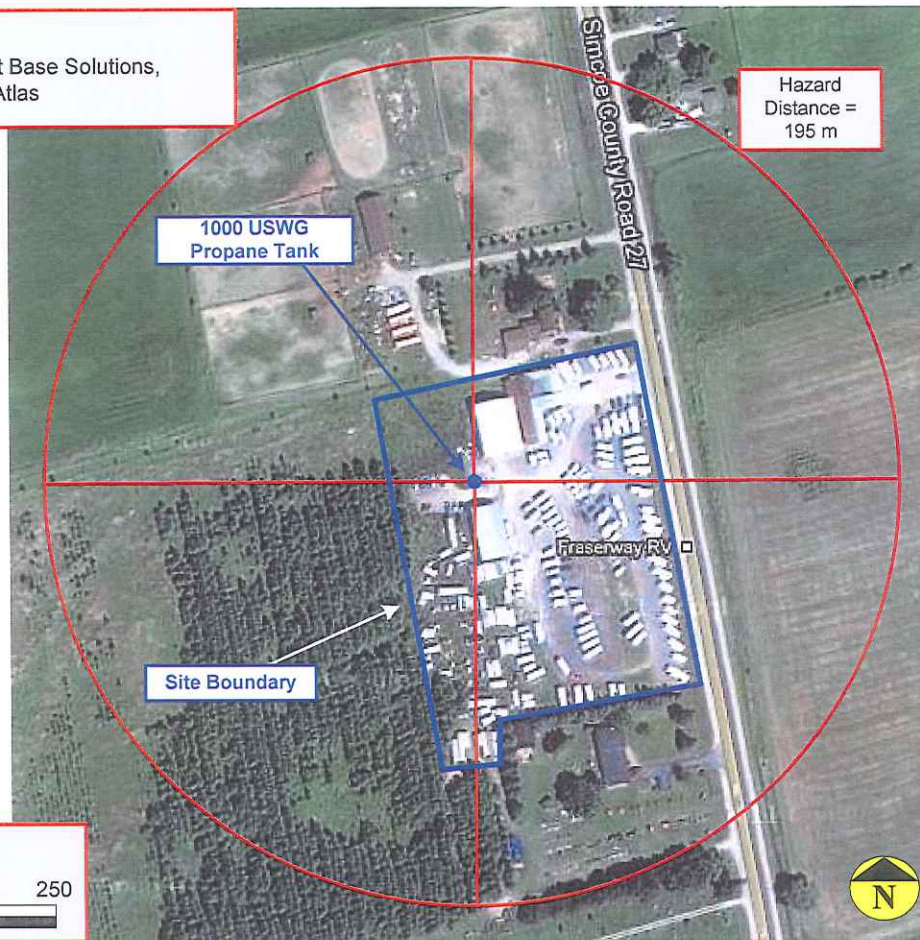 t Base Solutions,
Atlas
Hazard
Distance =
195 m
Simcoe County Road 27
1000 USWG
Propane Tank
Fraserway RV
Site Boundary
250
N